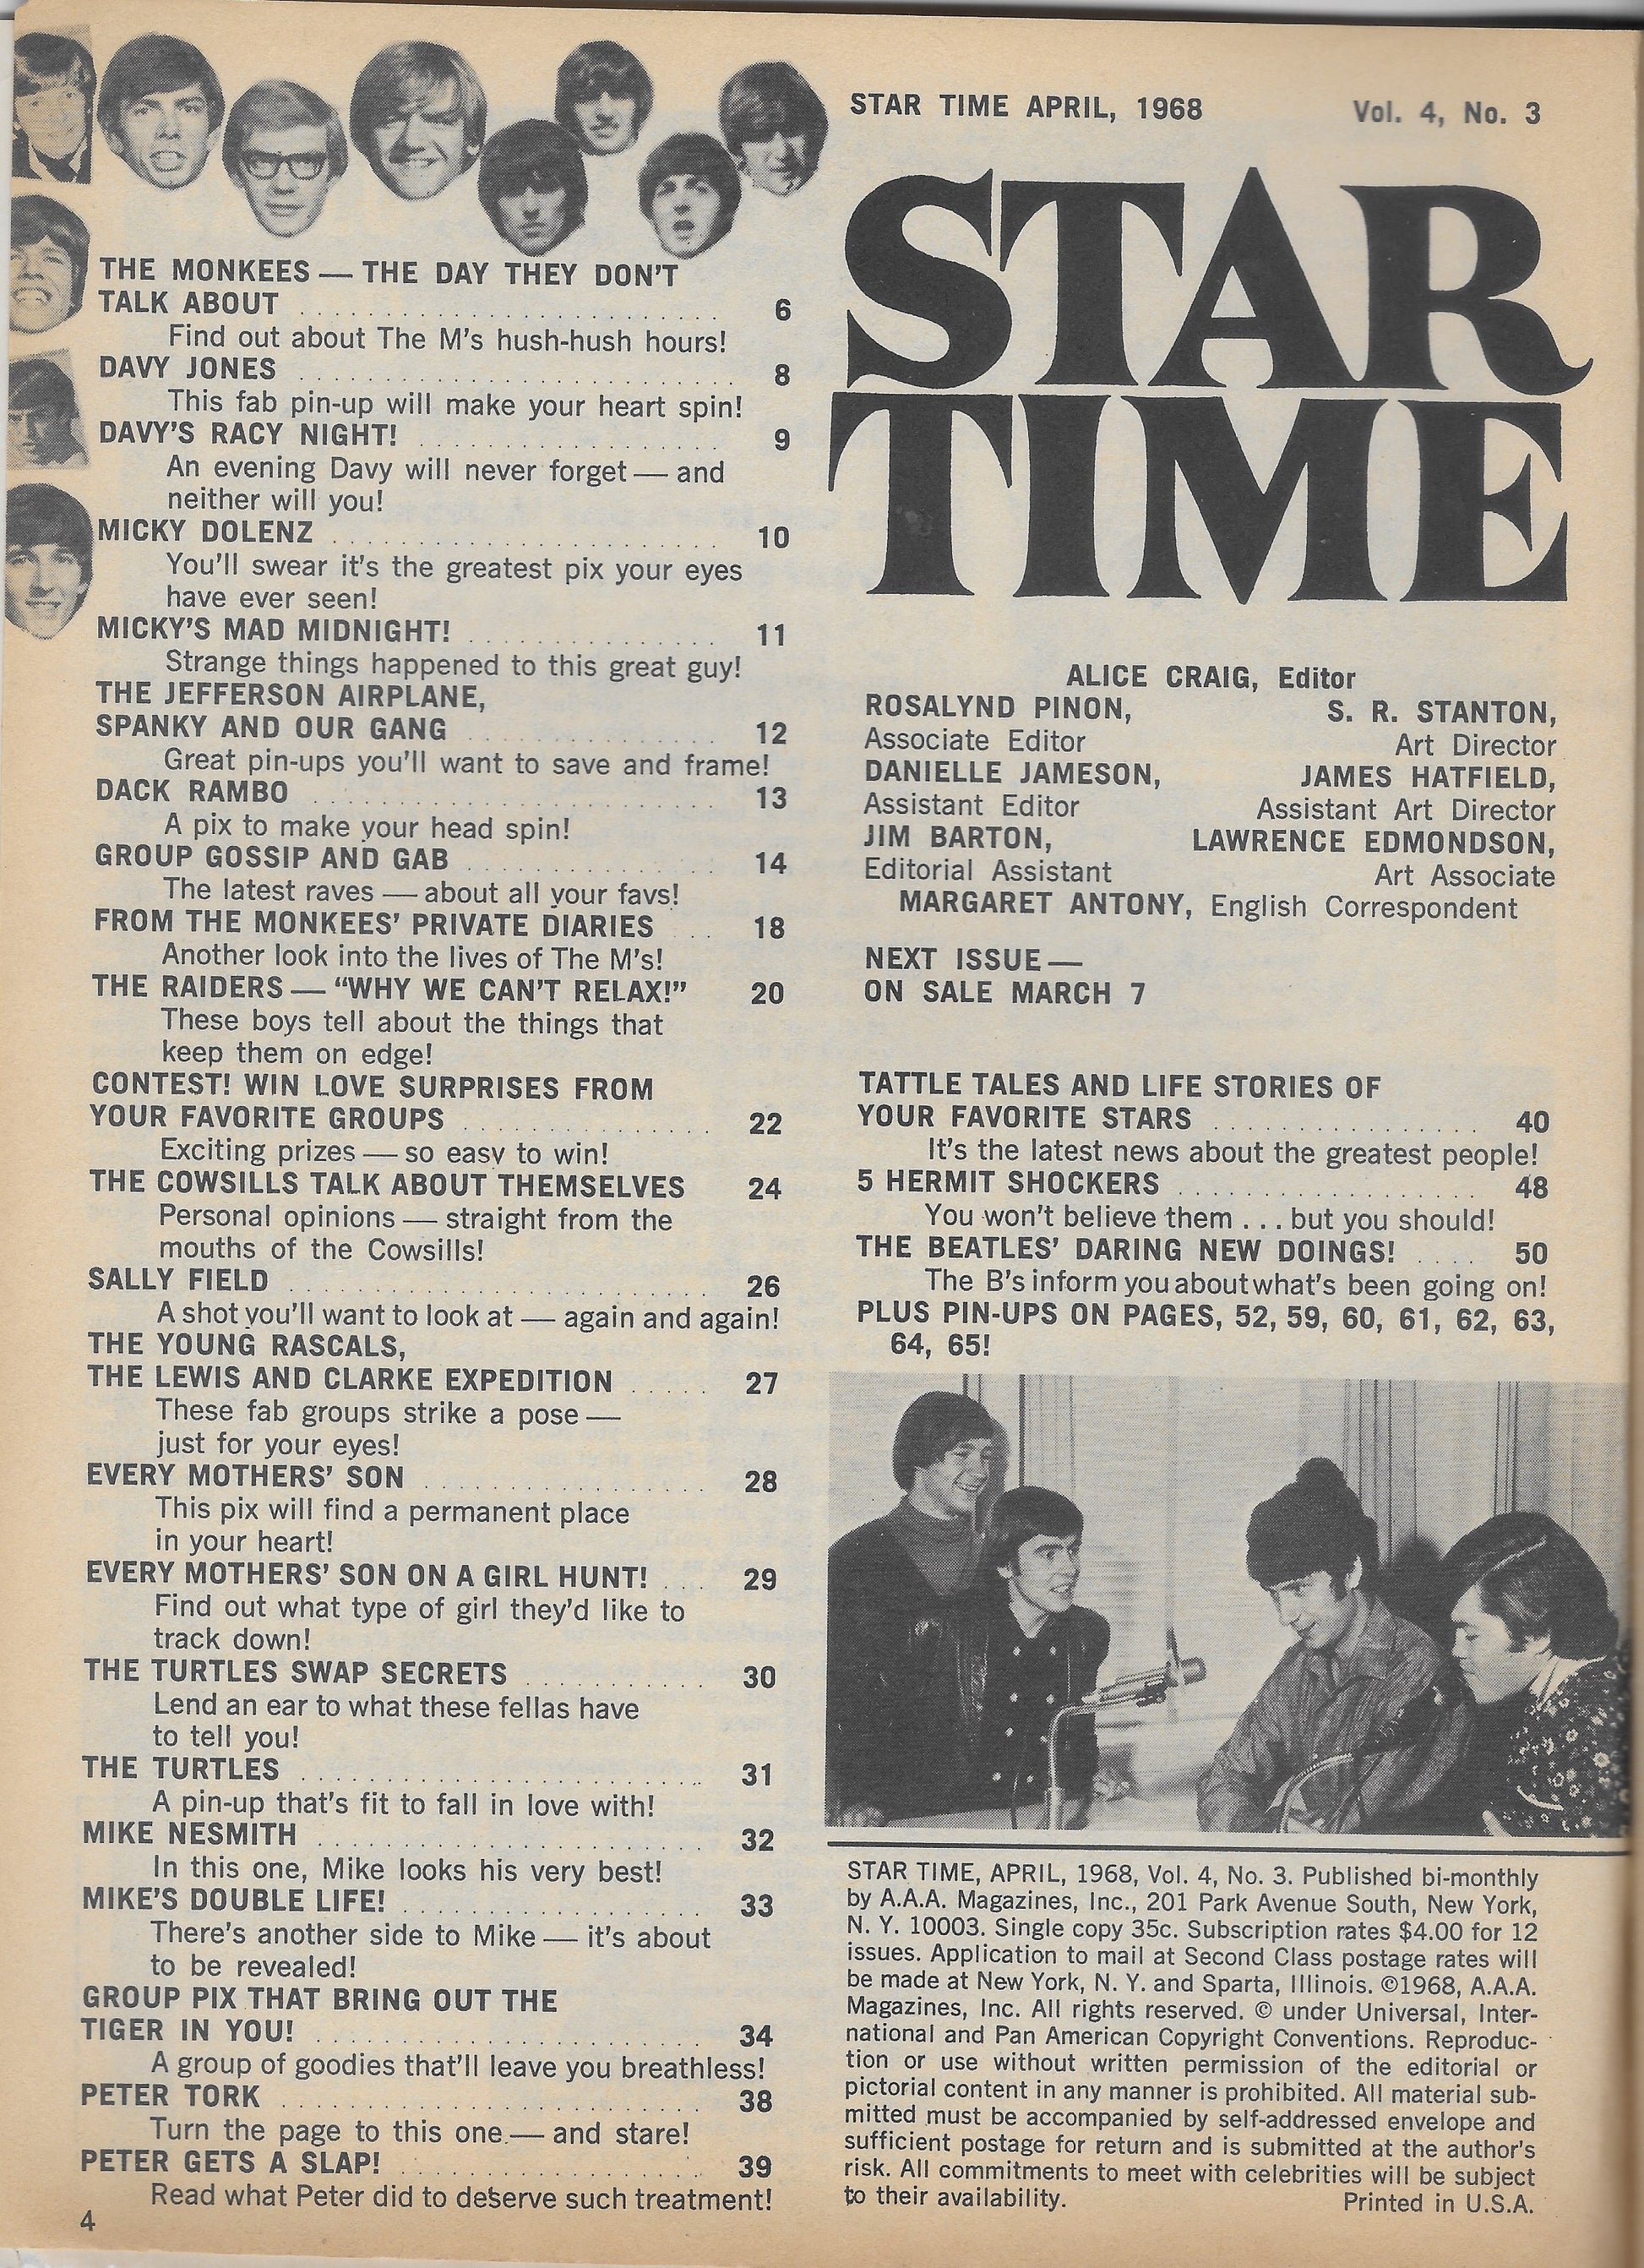 THE MONKEES — THE DAY THEY DON'T
TALK ABOUT . . . . . . . . . . . . . . . . . . . . . . . . . 6
Find out about The M's hush-hush hours!
DAVY JONES . . . . . . . . . . . . . . . . . . . . . . . . . 8
This fab pin-up will make your heart spin!
DAVY'S RACY NIGHT! . . . . . . . . . . . . . . . . . . 9
An evening Davy will never forget — and
neither will you!
MICKY DOLENZ . . . . . . . . . . . . . . . . . . . . . . . 10
You'll swear it's the greatest pix your eyes
have ever seen!
MICKY'S MAD MIDNIGHT! . . . . . . . . . . . . . . . 11
Strange things happened to this great guy!
THE JEFFERSON AIRPLANE,
SPANKY AND OUR GANG . . . . . . . . . . . . . . . 12
Great pin-ups you'll want to save and frame!
DACK RAMBO . . . . . . . . . . . . . . . . . . . . . . . . 13
A pix to make your head spin!
GROUP GOSSIP AND GAB . . . . . . . . . . . . . . . 14
The latest raves — about all your favs!
FROM THE MONKEES' PRIVATE DIARIES . . . 18
Another look into the lives of The M's!
THE RAIDERS — “WHY WE CAN'T RELAX!” 20
These boys tell about the things that
keep them on edge!
CONTEST! WIN LOVE SURPRISES FROM
YOUR FAVORITE GROUPS . . . . . . . . . . . . . . . 22
Exciting prizes — so easy to win!
THE COWSILLS TALK ABOUT THEMSELVES 24
Personal opinions — straight from the
mouths of the Cowsills!
SALLY FIELD . . . . . . . . . . . . . . . . . . . . . . . . . 26
A shot you'll want to look at — again and again!
THE YOUNG RASCALS,
THE LEWIS AND CLARKE EXPEDITION . . . . . 27
These fab groups strike a pose —
just for your eyes!
EVERY MOTHERS' SON . . . . . . . . . . . . . . . . . 28
This pix will find a permanent place
in your heart!
EVERY MOTHERS' SON ON A GIRL HUNT! . . . 29
Find out what type of girl they'd like to
track down!
THE TURTLES SWAP SECRETS . . . . . . . . . . . 30
Lend an ear to what these fellas have
to tell you!
THE TURTLES . . . . . . . . . . . . . . . . . . . . . . . . 31
A pin-up that's fit to fall in love with!
MIKE NESMITH . . . . . . . . . . . . . . . . . . . . . . . 32
In this one, Mike looks his very best!
MIKE'S DOUBLE LIFE! . . . . . . . . . . . . . . . . . . 33
There's another side to Mike — it's about
to be revealed!
GROUP PIX THAT BRING OUT THE
TIGER IN YOU! . . . . . . . . . . . . . . . . . . . . . . . 34
A group of goodies that'll leave you breathless!
PETER TORK . . . . . . . . . . . . . . . . . . . . . . . . . 38
Turn the page to this one — and stare!
PETER GETS A SLAP! . . . . . . . . . . . . . . . . . . 39
Read what Peter did to deserve such treatment!
4
STAR TIME APRIL, 1968 Vol. 4, No. 3
STAR
TIME
ALICE CRAIG, Editor
ROSALYND PINON, S. R. STANTON,
Associate Editor Art Director
DANIELLE JAMESON, JAMES HATFIELD,
Assistant Editor Assistant Art Director
JIM BARTON, LAWRENCE EDMONDSON,
Editorial Assistant Art Associate
MARGARET ANTONY, English Correspondent
NEXT ISSUE —
ON SALE MARCH 7
TATTLE TALES AND LIFE STORIES OF
YOUR FAVORITE STARS . . . . . . . . . . . . . . . . 40
It's the latest news about the greatest people!
5 HERMIT SHOCKERS . . . . . . . . . . . . . . . . . . 48
You won't believe them . . . but you should!
THE BEATLES' DARING NEW DOINGS! . . . . 50
The B's inform you about what's been going on!
PLUS PIN-UPS ON PAGES, 52, 59, 60, 61, 62, 63,
64, 65!
STAR TIME, APRIL, 1968, Vol. 4, No. 3. Published bi-monthly
by A.A.A. Magazines, Inc., 201 Park Avenue South, New York,
N. Y. 10003. Single copy 35c. Subscription rates $4.00 for 12
issues. Application to mail at Second Class postage rates will
be made at New York, N. Y. and Sparta, Illinois. ©1968, A.A.A.
Magazines, Inc. All rights reserved. © under Universal, Inter-
national and Pan American Copyright Conventions. Reproduc-
tion or use without written permission of the editorial or
pictorial content in any manner is prohibited. All material sub-
mitted must be accompanied by self-addressed envelope and
sufficient postage for return and is submitted at the author's
risk. All commitments to meet with celebrities will be subject
to their availability. Printed in U.S.A.